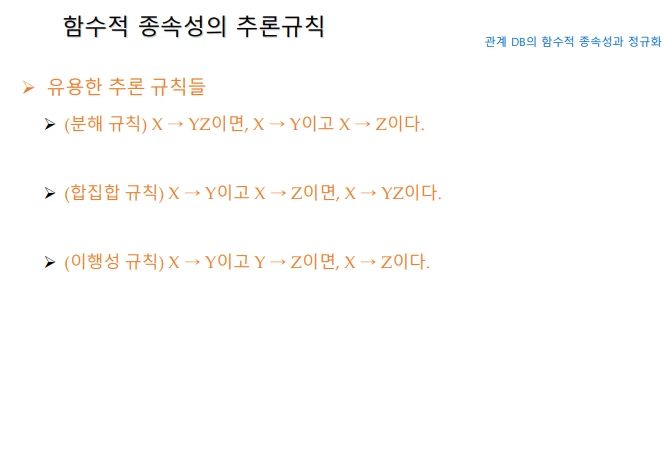 함수적 종속성의 추론규칙
관계 DB의 함수적 종속성과 정규화
➢ 유용한 추론 규칙들
➢ (분해 규칙) X → YZ이면, X → Y이고 X → Z이다.
➢ (합집합 규칙) X → Y이고 X → Z이면, X → YZ이다.
➢ (이행성 규칙) X → Y이고 Y → Z이면, X → Z이다.